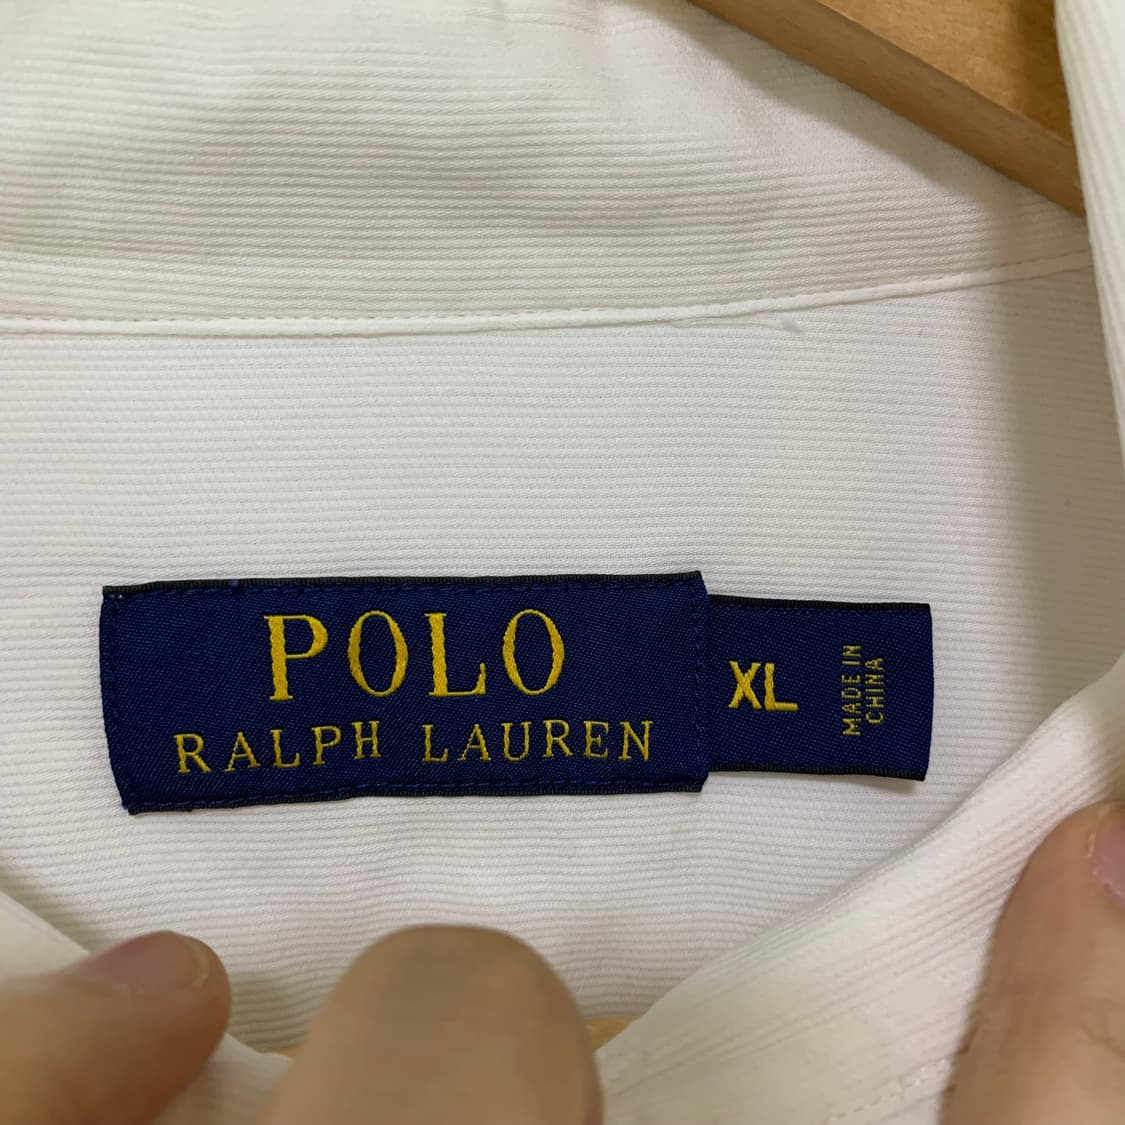 POLO
RALPH LAUREN
XL
MADE IN
CHINA